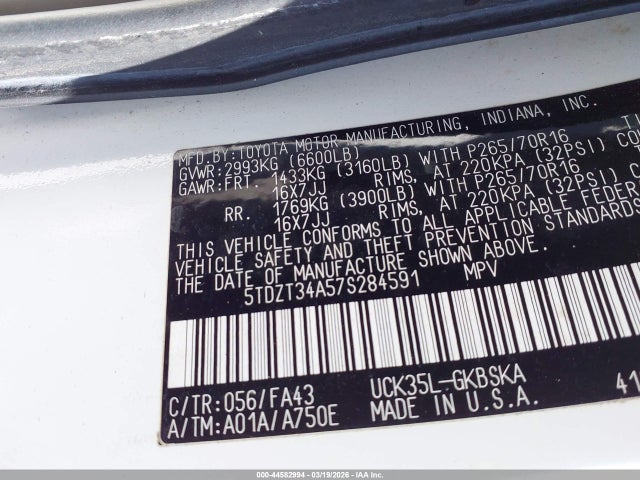 MFD.BY:TOYOTA MOTOR MANUFACTURING, INDIANA, INC.
GVWR:2993KG (6600LB)
GAWR:FRT. 1433KG (3160LB) WITH P265/70R16
16X7JJ RIMS, AT 220KPA (32PSI) CO
RR. 1769KG (3900LB) WITH P265/70R16
16X7JJ RIMS, AT 220KPA (32PSI)
THIS VEHICLE CONFORMS TO ALL APPLICABLE FEDER
VEHICLE SAFETY AND THEFT PREVENTION STANDARDS
THE DATE OF MANUFACTURE SHOWN ABOVE.
5TDZT34A57S284591 MPV
C/TR:056/FA43 UCK35L-GKBSKA
A/TM:A01A/A750E MADE IN U.S.A. 41
000-44582994 - 03/19/2026 - IAA Inc.